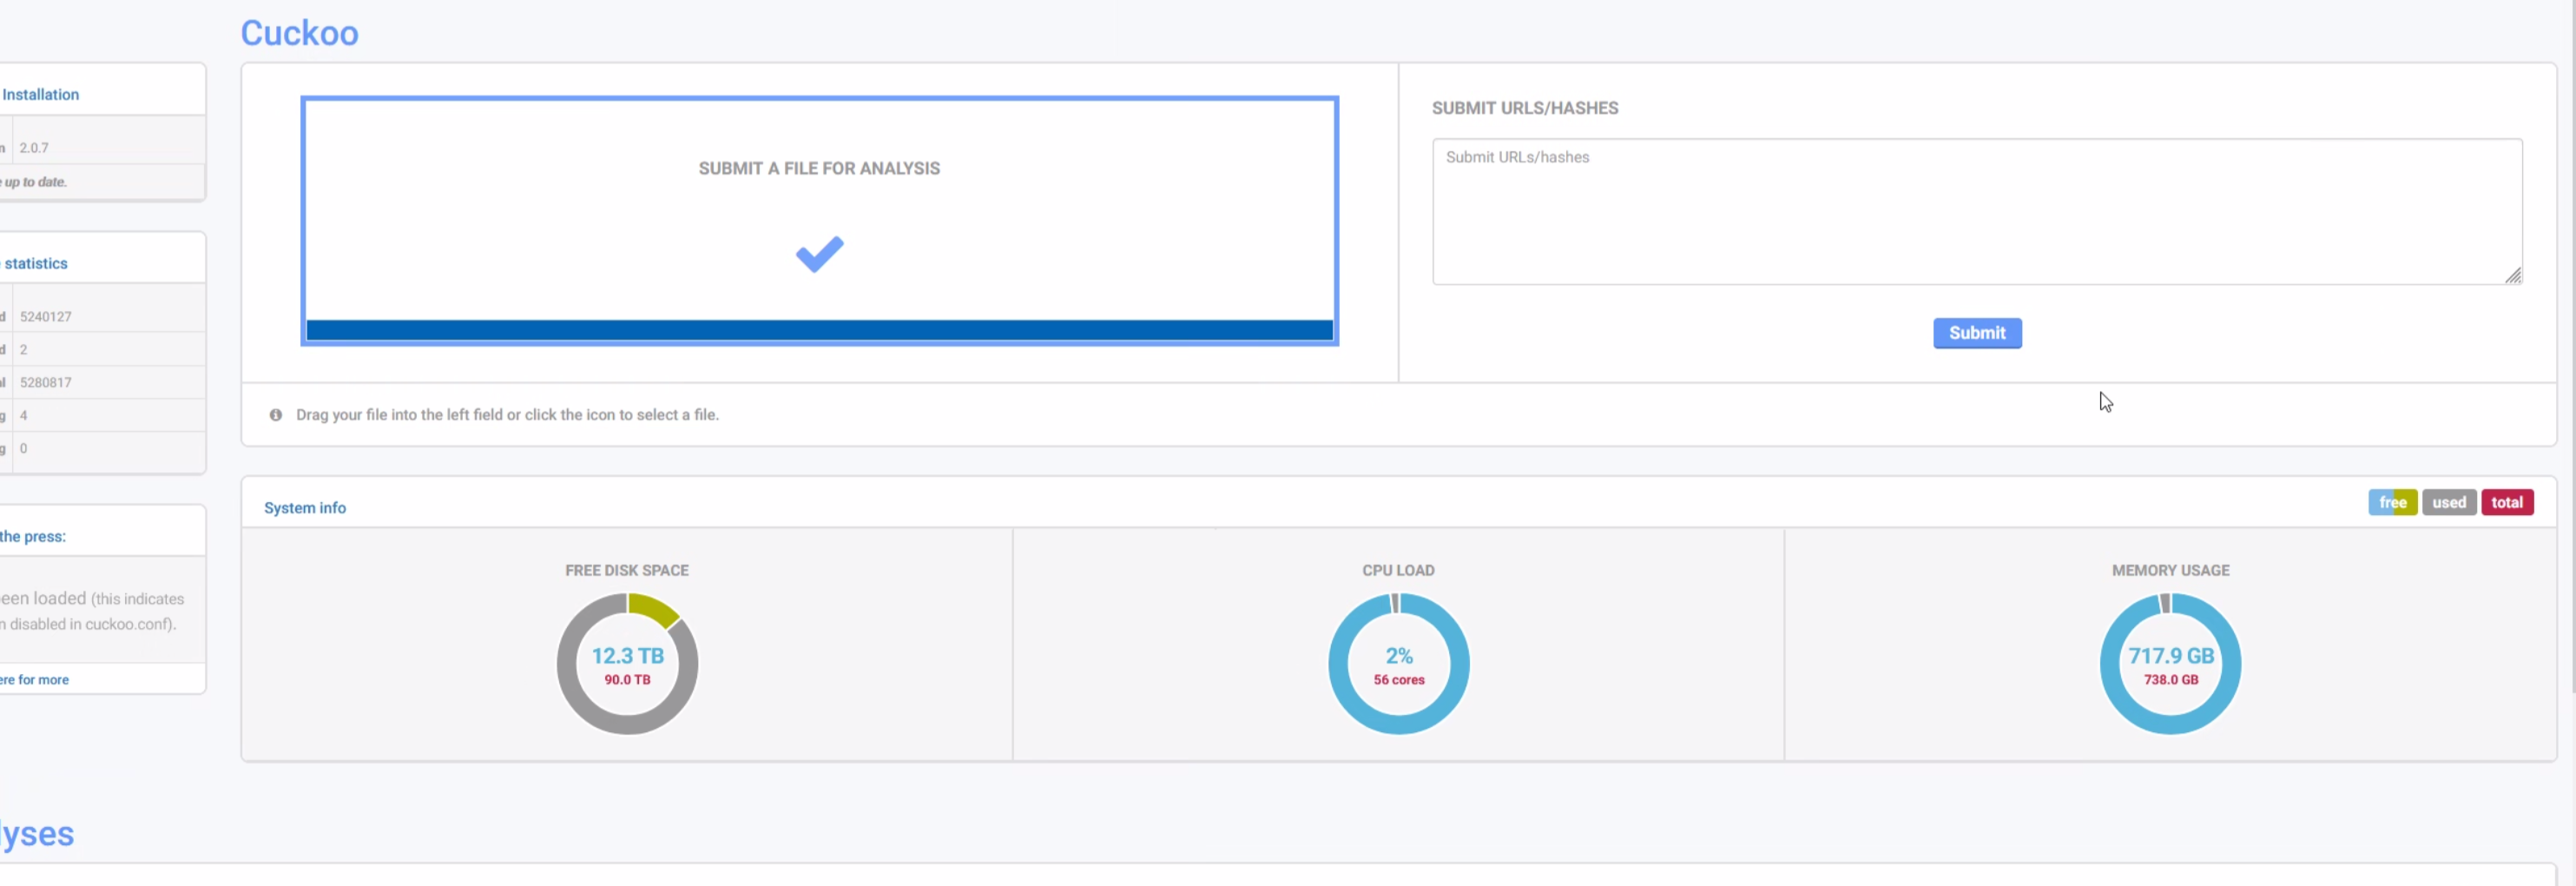 Cuckoo
Installation
n 2.0.7
e up to date.
statistics
d 5240127
d 2
al 5280817
g 4
g 0
the press:
een loaded (this indicates
n disabled in cuckoo.conf).
ere for more
SUBMIT A FILE FOR ANALYSIS
SUBMIT URLS/HASHES
Submit URLs/hashes
Submit
Drag your file into the left field or click the icon to select a file.
System info
free used total
FREE DISK SPACE
12.3 TB
90.0 TB
CPU LOAD
2%
56 cores
MEMORY USAGE
717.9 GB
738.0 GB
lyses